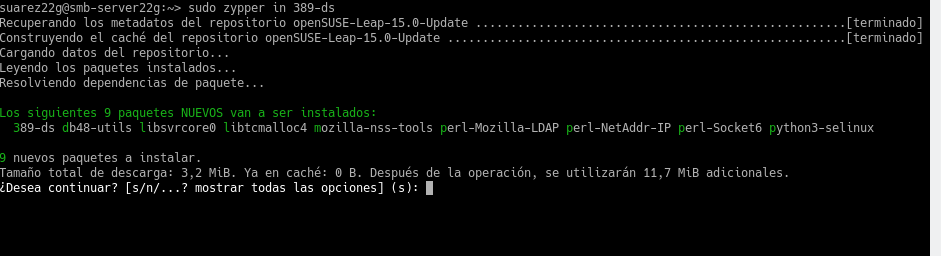 suarez22g@smb-server22g:~> sudo zypper in 389-ds
Recuperando los metadatos del repositorio openSUSE-Leap-15.0-Update .....................................................[terminado]
Construyendo el caché del repositorio openSUSE-Leap-15.0-Update .........................................................[terminado]
Cargando datos del repositorio...
Leyendo los paquetes instalados...
Resolviendo dependencias de paquete...
Los siguientes 9 paquetes NUEVOS van a ser instalados:
389-ds db48-utils libsvrcore0 libtcmalloc4 mozilla-nss-tools perl-Mozilla-LDAP perl-NetAddr-IP perl-Socket6 python3-selinux
9 nuevos paquetes a instalar.
Tamaño total de descarga: 3,2 MiB. Ya en caché: 0 B. Después de la operación, se utilizarán 11,7 MiB adicionales.
¿Desea continuar? [s/n/...? mostrar todas las opciones] (s):